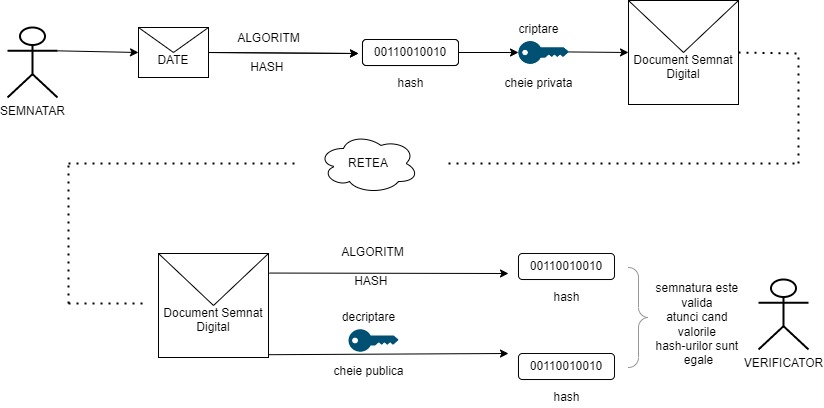 ALGORITM
HASH
DATE
00110010010
hash
criptare
cheie privata
Document Semnat
Digital
SEMNATAR
RETEA
ALGORITM
HASH
Document Semnat
Digital
decriptare
cheie publica
00110010010
hash
00110010010
hash
semnatura este
valida
atunci cand
valorile
hash-urilor sunt
egale
VERIFICATOR